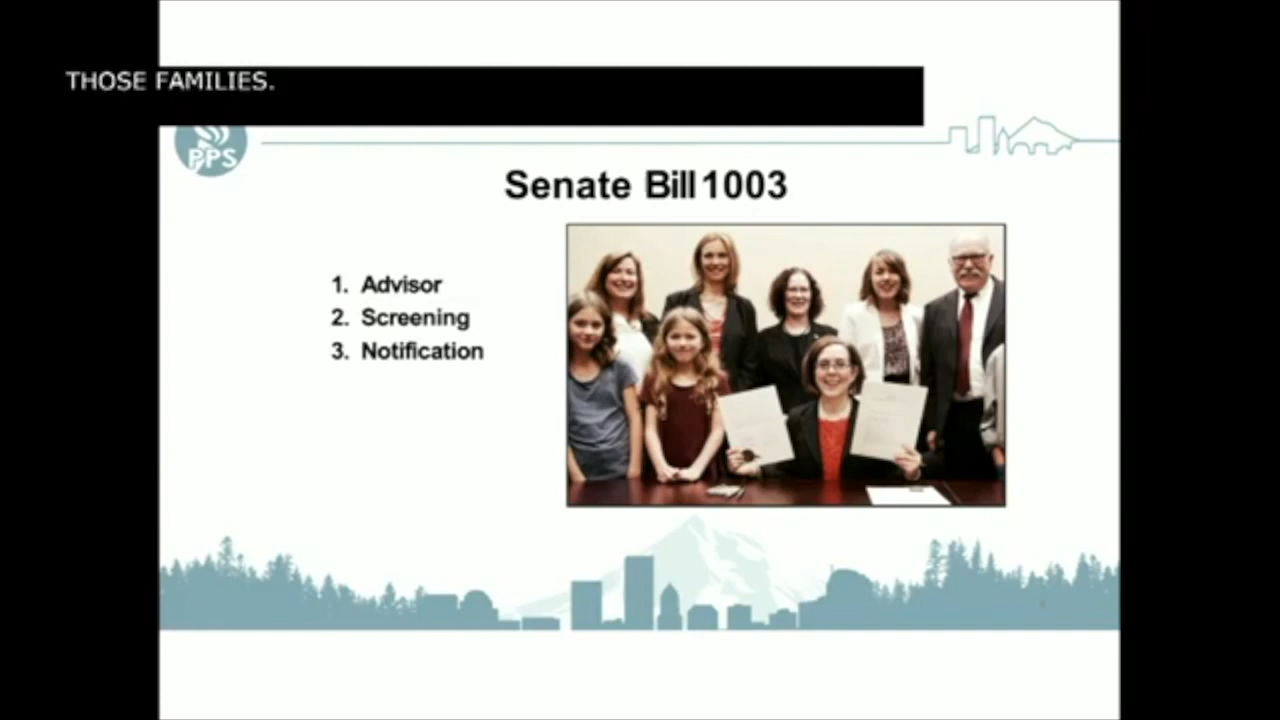 THOSE FAMILIES.
PPS
Senate Bill 1003
1. Advisor
2. Screening
3. Notification